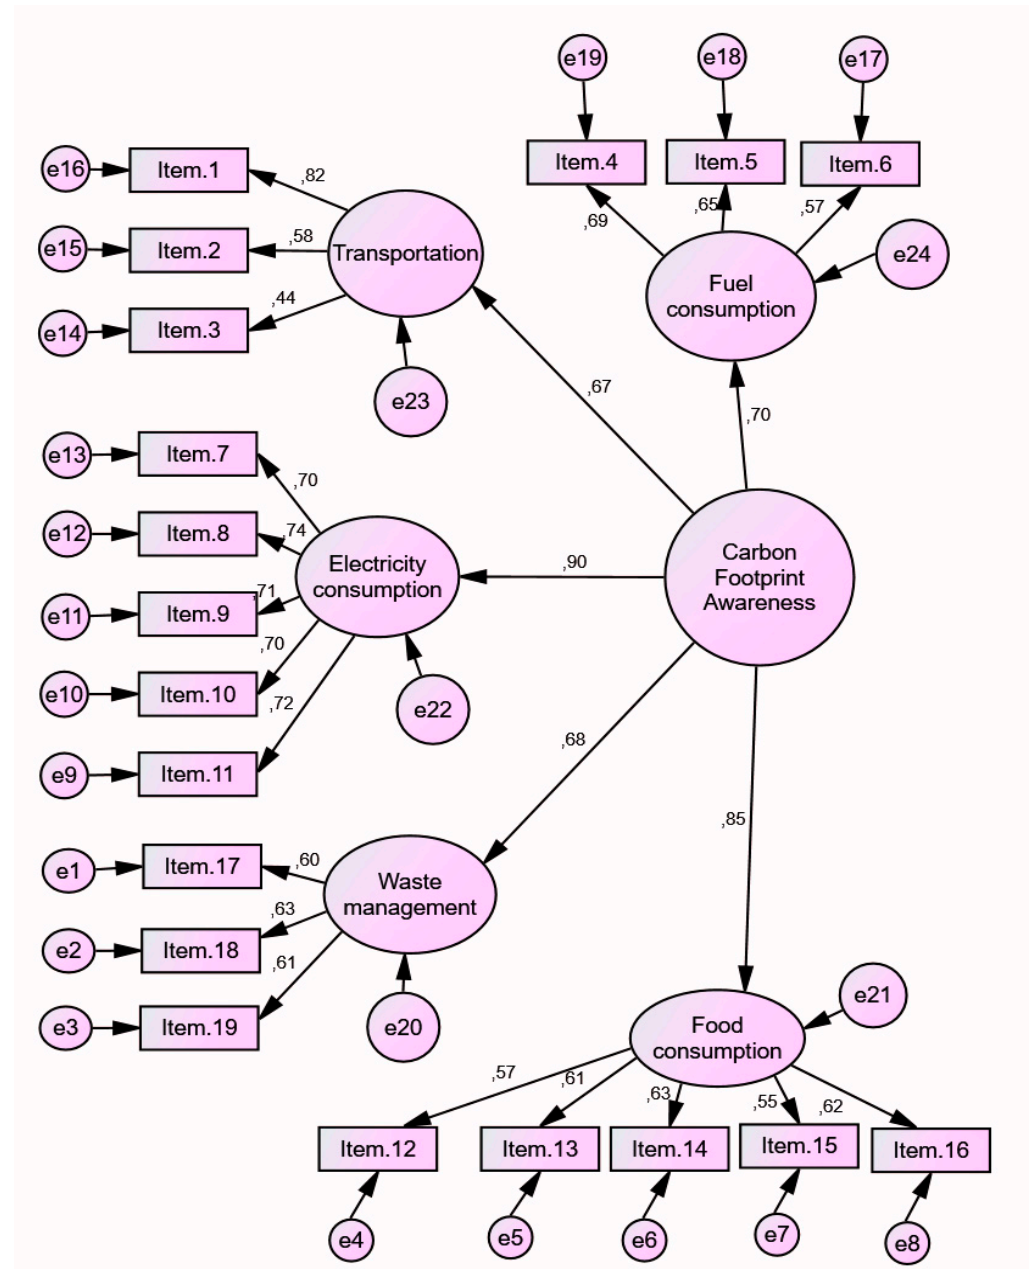 e19
e18
e17
e16
Item.1
,82
Item.4
Item.5
Item.6
,69
,65
,57
e15
Item.2
,58
Transportation
e24
Fuel
consumption
e14
Item.3
,44
e23
,67
,70
e13
Item.7
,70
e12
Item.8
,74
Electricity
consumption
,90
Carbon
Footprint
Awareness
e11
Item.9
,71
e10
Item.10
,70
e22
e9
Item.11
,72
,68
,85
e1
Item.17
,60
Waste
management
e2
Item.18
,63
e3
Item.19
,61
e20
e21
Food
consumption
,57
,61
,63
,55
,62
Item.12
Item.13
Item.14
Item.15
Item.16
e4
e5
e6
e7
e8